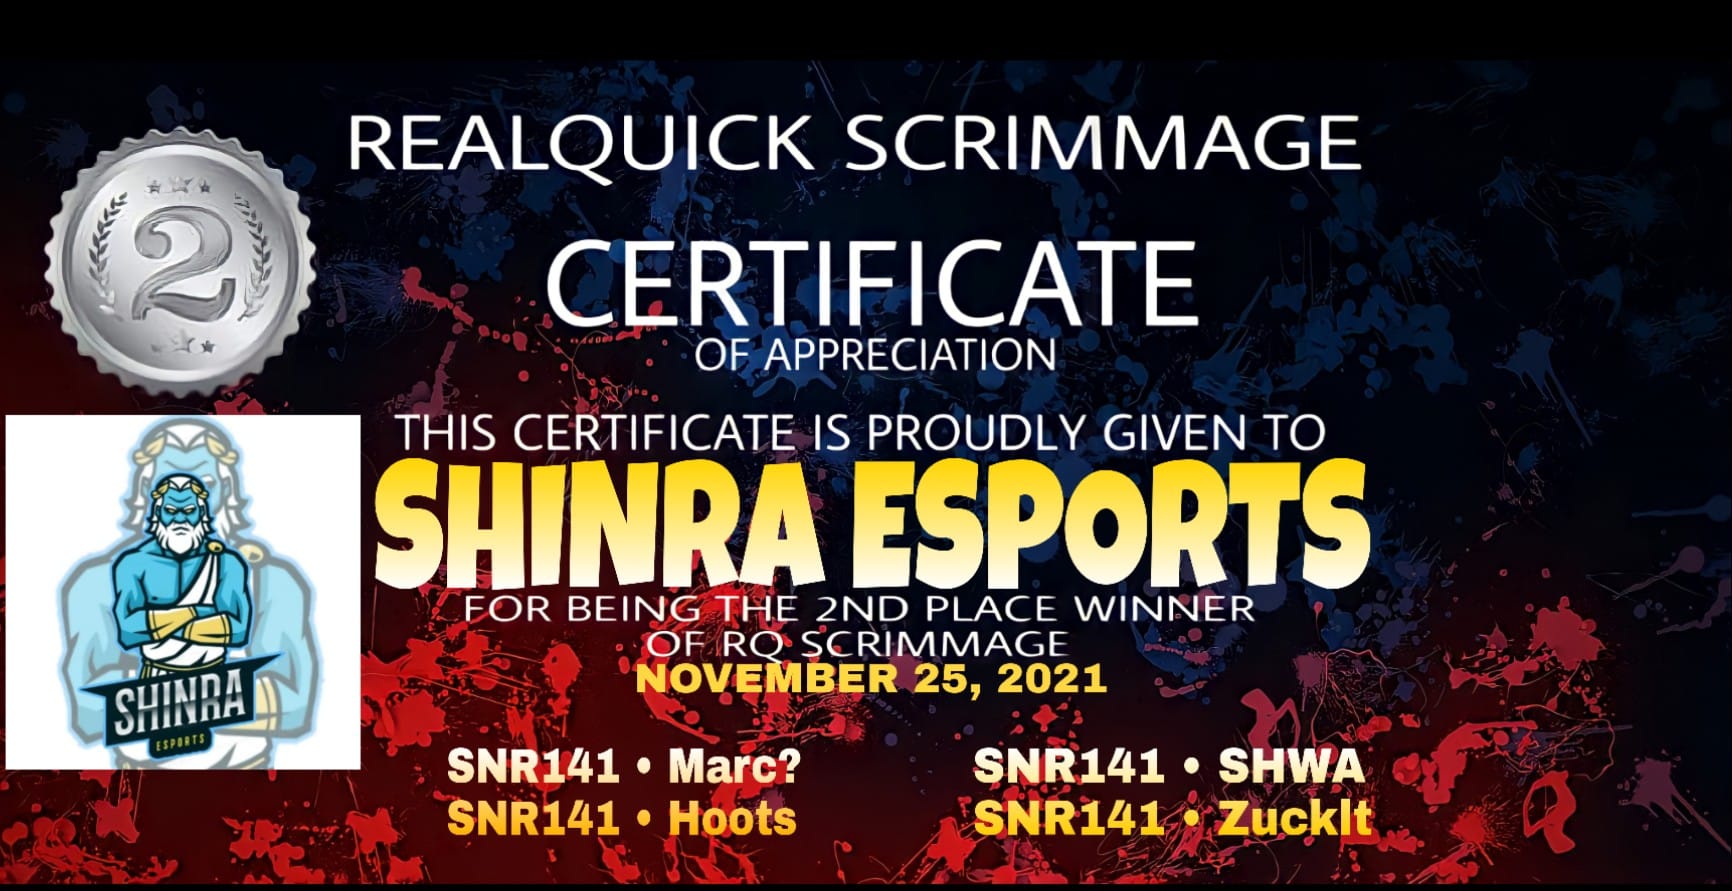 REALQUICK SCRIMMAGE
2
CERTIFICATE
OF APPRECIATION
THIS CERTIFICATE IS PROUDLY GIVEN TO
SHINRA ESPORTS
FOR BEING THE 2ND PLACE WINNER
OF RQ SCRIMMAGE
NOVEMBER 25, 2021
SHINRA
ESPORTS
SNR141 • Marc? SNR141 • SHWA
SNR141 • Hoots SNR141 • ZuckIt